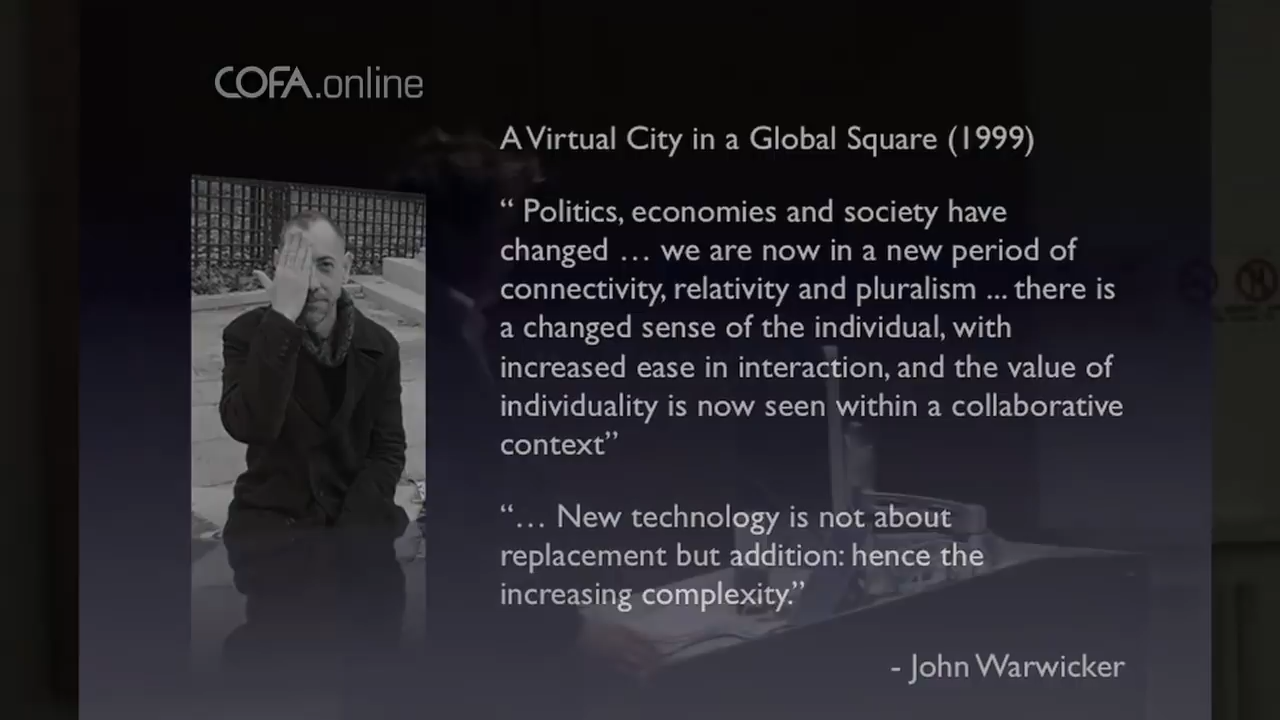 COFA.online
A Virtual City in a Global Square (1999)
“ Politics, economies and society have
changed … we are now in a new period of
connectivity, relativity and pluralism ... there is
a changed sense of the individual, with
increased ease in interaction, and the value of
individuality is now seen within a collaborative
context”
“… New technology is not about
replacement but addition: hence the
increasing complexity.”
- John Warwicker